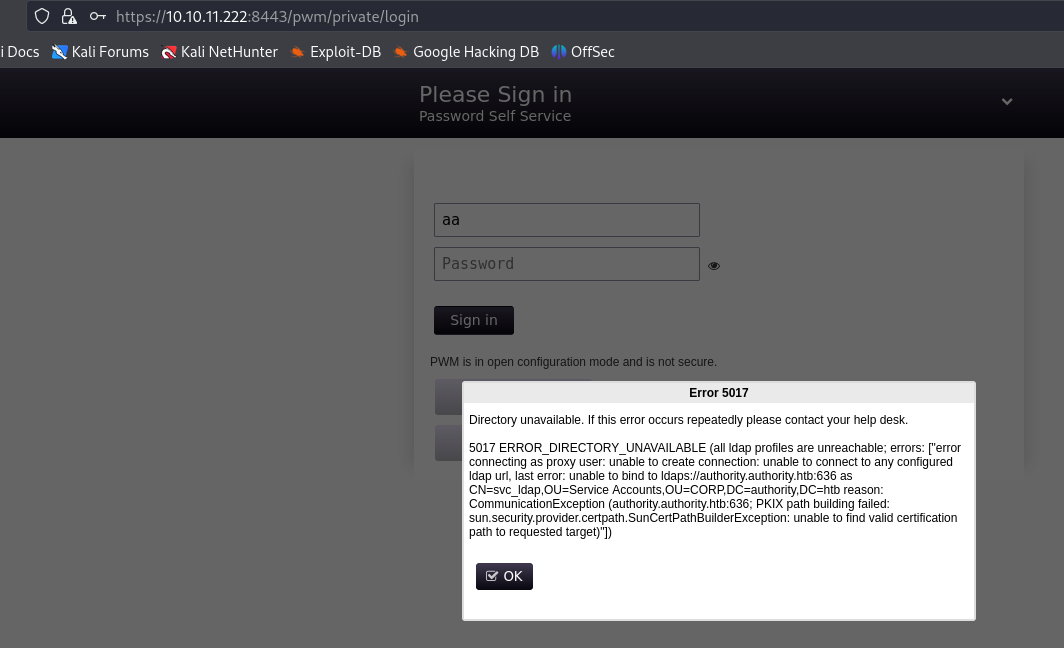 https://10.10.11.222:8443/pwm/private/login
i Docs Kali Forums Kali NetHunter Exploit-DB Google Hacking DB OffSec
Please Sign in
Password Self Service
aa
Password
Sign in
PWM is in open configuration mode and is not secure.
Error 5017
Directory unavailable. If this error occurs repeatedly please contact your help desk.
5017 ERROR_DIRECTORY_UNAVAILABLE (all ldap profiles are unreachable; errors: ["error
connecting as proxy user: unable to create connection: unable to connect to any configured
ldap url, last error: unable to bind to ldaps://authority.authority.htb:636 as
CN=svc_ldap,OU=Service Accounts,OU=CORP,DC=authority,DC=htb reason:
CommunicationException (authority.authority.htb:636; PKIX path building failed:
sun.security.provider.certpath.SunCertPathBuilderException: unable to find valid certification
path to requested target)"])
OK